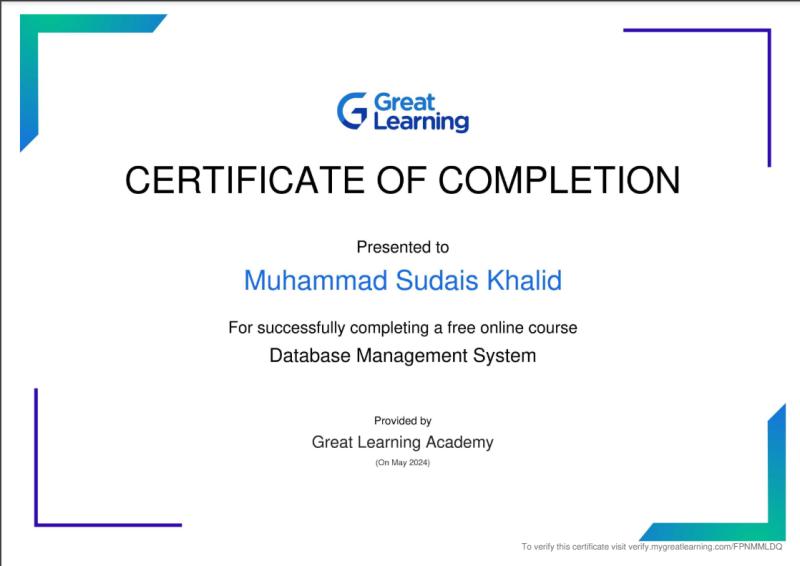 Great
Learning
CERTIFICATE OF COMPLETION
Presented to
Muhammad Sudais Khalid
For successfully completing a free online course
Database Management System
Provided by
Great Learning Academy
(On May 2024)
To verify this certificate visit verify.mygreatlearning.com/FPNMMLDQ